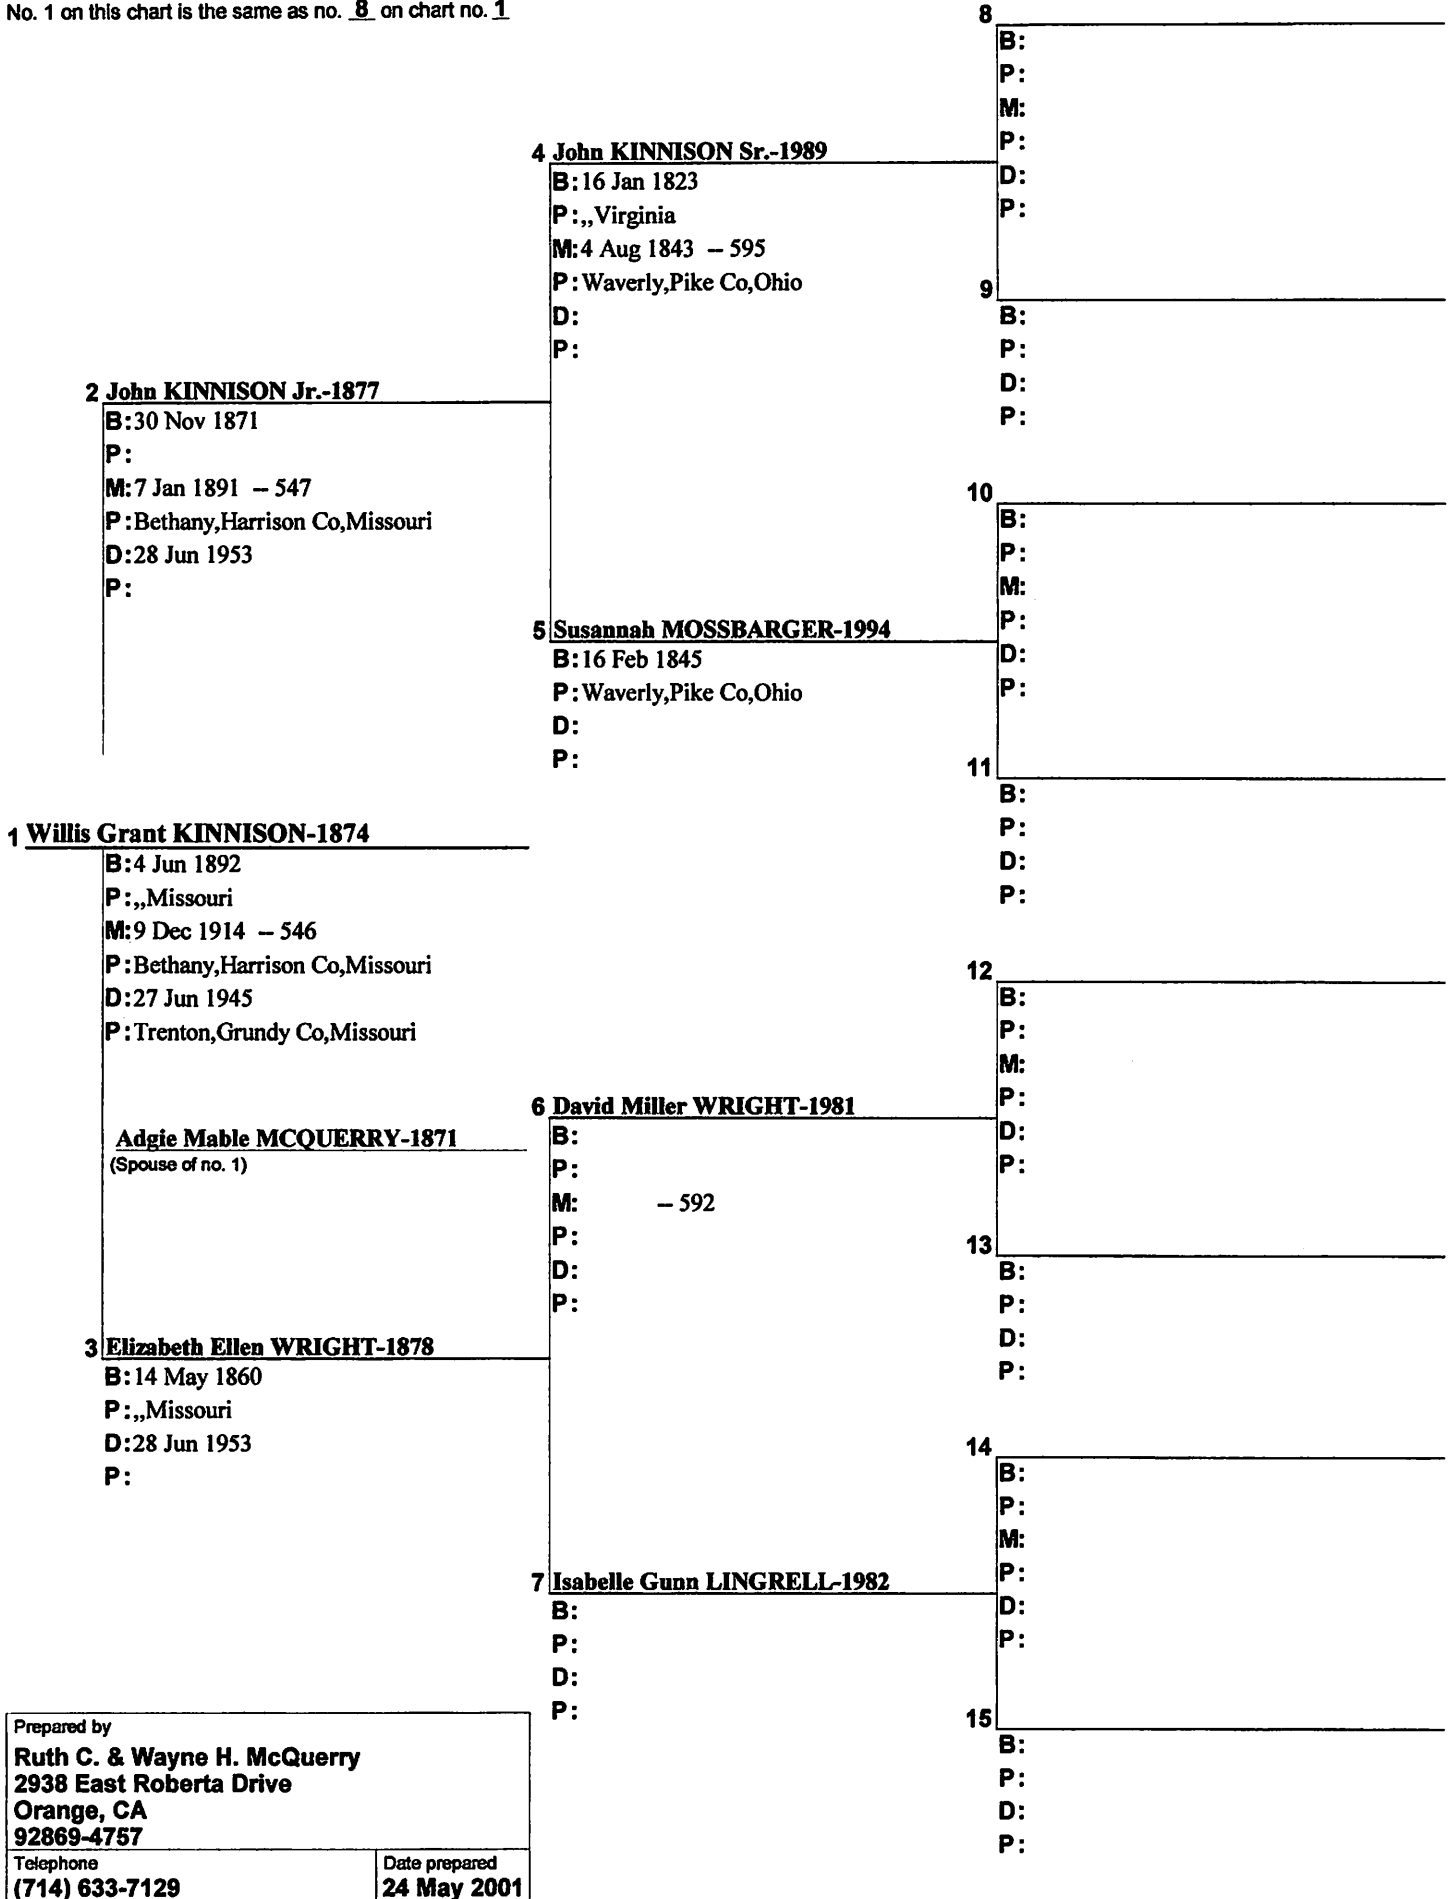 No. 1 on this chart is the same as no. 8 on chart no. 1
8
B:
P:
M:
P:
D:
P:
4 John KINNISON Sr.-1989
B: 16 Jan 1823
P: ,,Virginia
M: 4 Aug 1843 – 595
P: Waverly,Pike Co,Ohio
D:
P:
9
B:
P:
D:
P:
2 John KINNISON Jr.-1877
B: 30 Nov 1871
P:
M: 7 Jan 1891 – 547
P: Bethany,Harrison Co,Missouri
D: 28 Jun 1953
P:
10
B:
P:
M:
P:
D:
P:
5 Susannah MOSSBARGER-1994
B: 16 Feb 1845
P: Waverly,Pike Co,Ohio
D:
P:
11
B:
P:
D:
P:
1 Willis Grant KINNISON-1874
B: 4 Jun 1892
P: ,,Missouri
M: 9 Dec 1914 – 546
P: Bethany,Harrison Co,Missouri
D: 27 Jun 1945
P: Trenton,Grundy Co,Missouri
Adgie Mable MCQUERRY-1871
(Spouse of no. 1)
12
B:
P:
M:
P:
D:
P:
6 David Miller WRIGHT-1981
B:
P:
M: – 592
P:
D:
P:
13
B:
P:
D:
P:
3 Elizabeth Ellen WRIGHT-1878
B: 14 May 1860
P: ,,Missouri
D: 28 Jun 1953
P:
14
B:
P:
M:
P:
D:
P:
7 Isabelle Gunn LINGRELL-1982
B:
P:
D:
P:
15
B:
P:
D:
P:
Prepared by
Ruth C. & Wayne H. McQuerry
2938 East Roberta Drive
Orange, CA
92869-4757
Telephone
(714) 633-7129
Date prepared
24 May 2001